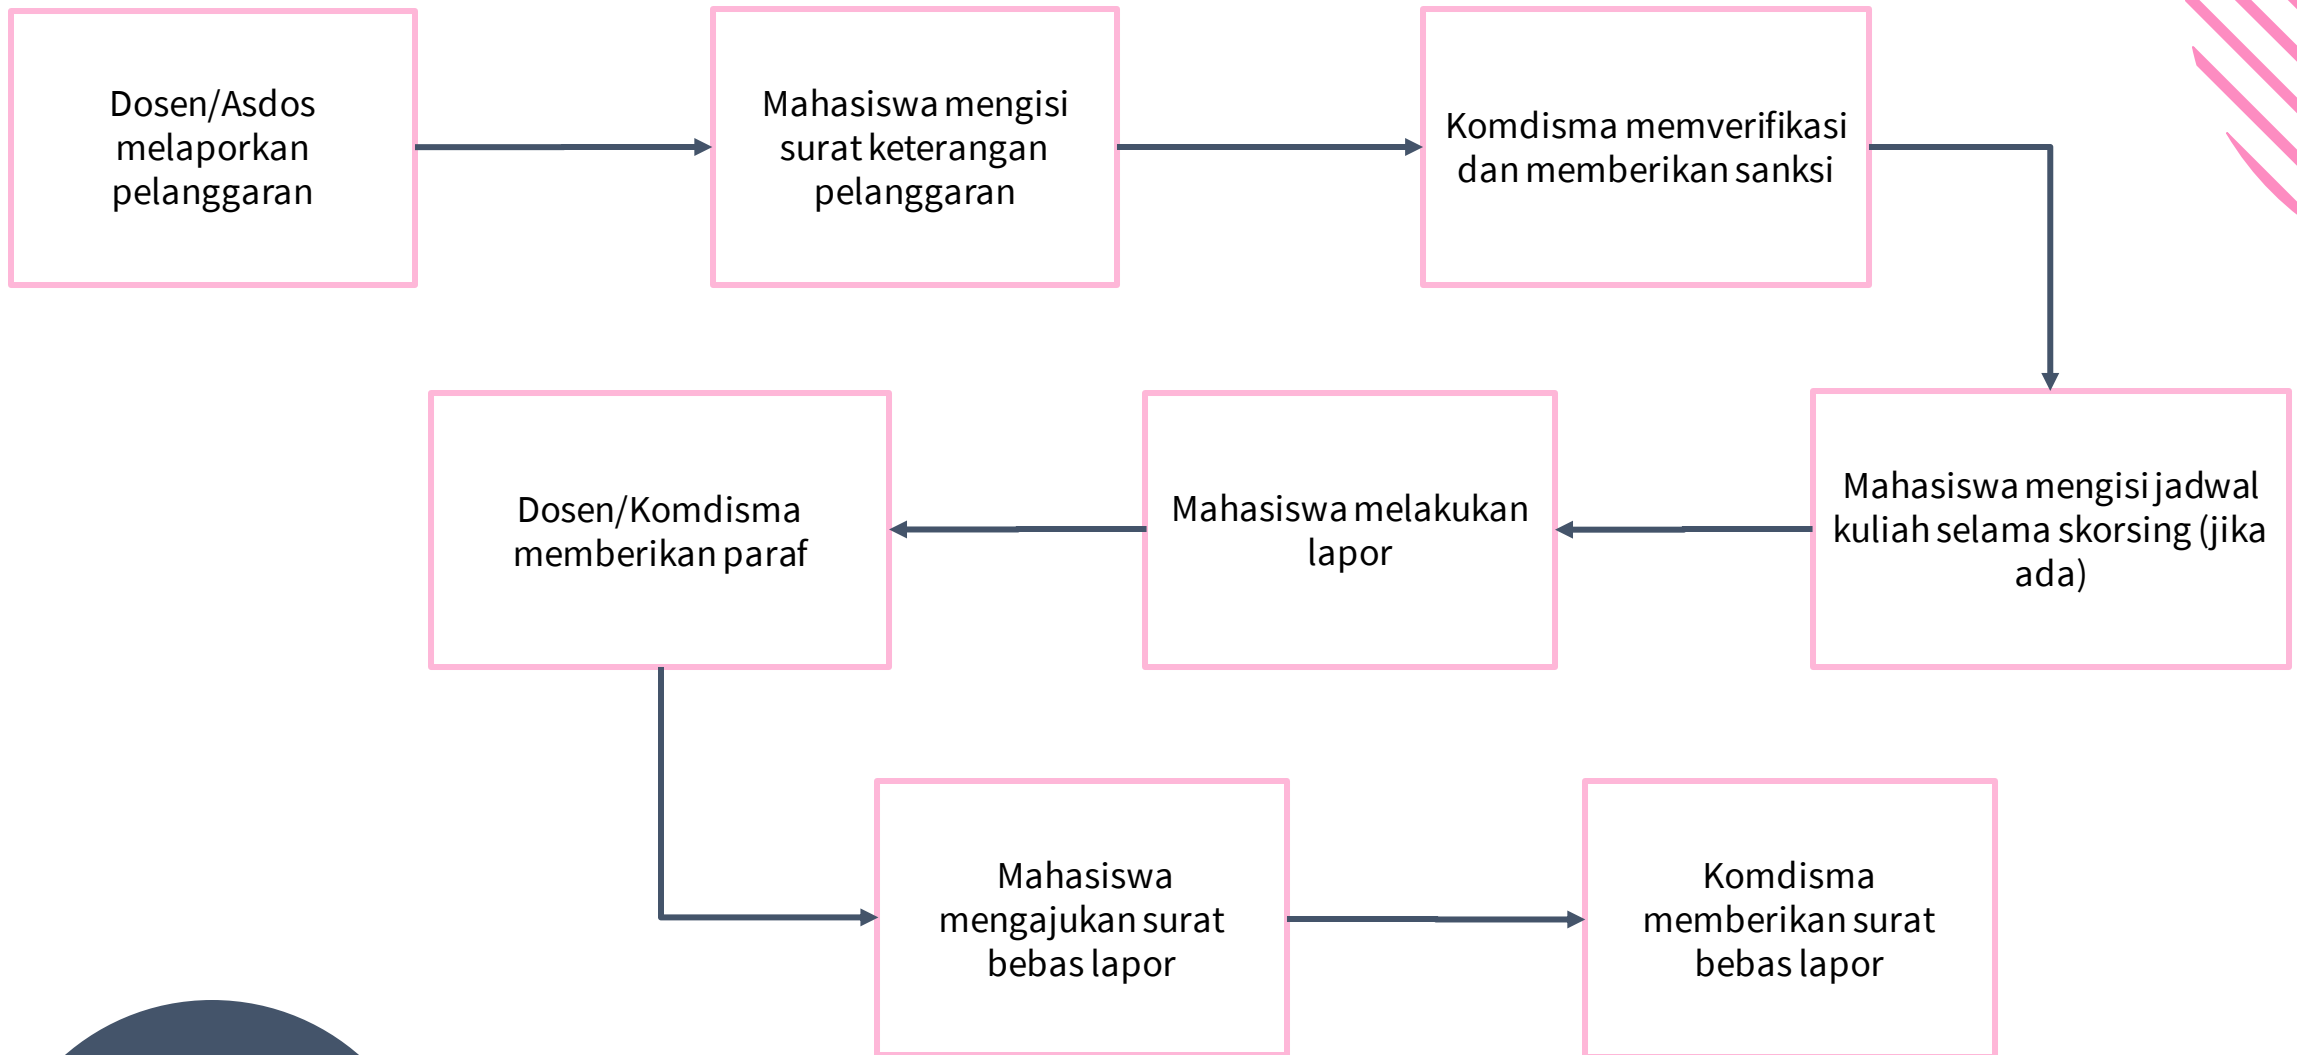 Dosen/Asdos
melaporkan
pelanggaran
Mahasiswa mengisi
surat keterangan
pelanggaran
Komdisma memverifikasi
dan memberikan sanksi
Mahasiswa mengisi jadwal
kuliah selama skorsing (jika
ada)
Mahasiswa melakukan
lapor
Dosen/Komdisma
memberikan paraf
Mahasiswa
mengajukan surat
bebas lapor
Komdisma
memberikan surat
bebas lapor